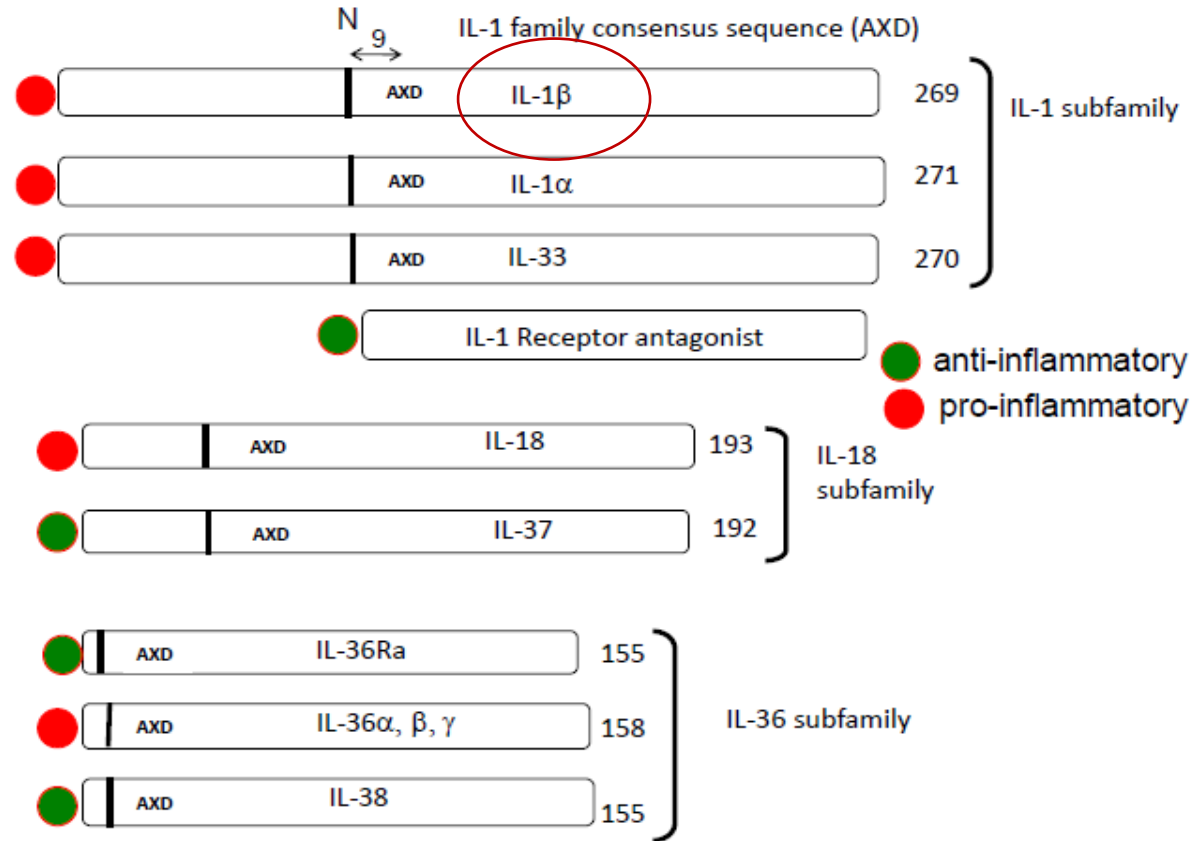 N
9
IL-1 family consensus sequence (AXD)
AXD IL-1β 269
IL-1 subfamily
AXD IL-1α 271
AXD IL-33 270
IL-1 Receptor antagonist
anti-inflammatory
pro-inflammatory
AXD IL-18 193
IL-18
subfamily
AXD IL-37 192
AXD IL-36Ra 155
AXD IL-36α, β, γ 158
IL-36 subfamily
AXD IL-38 155